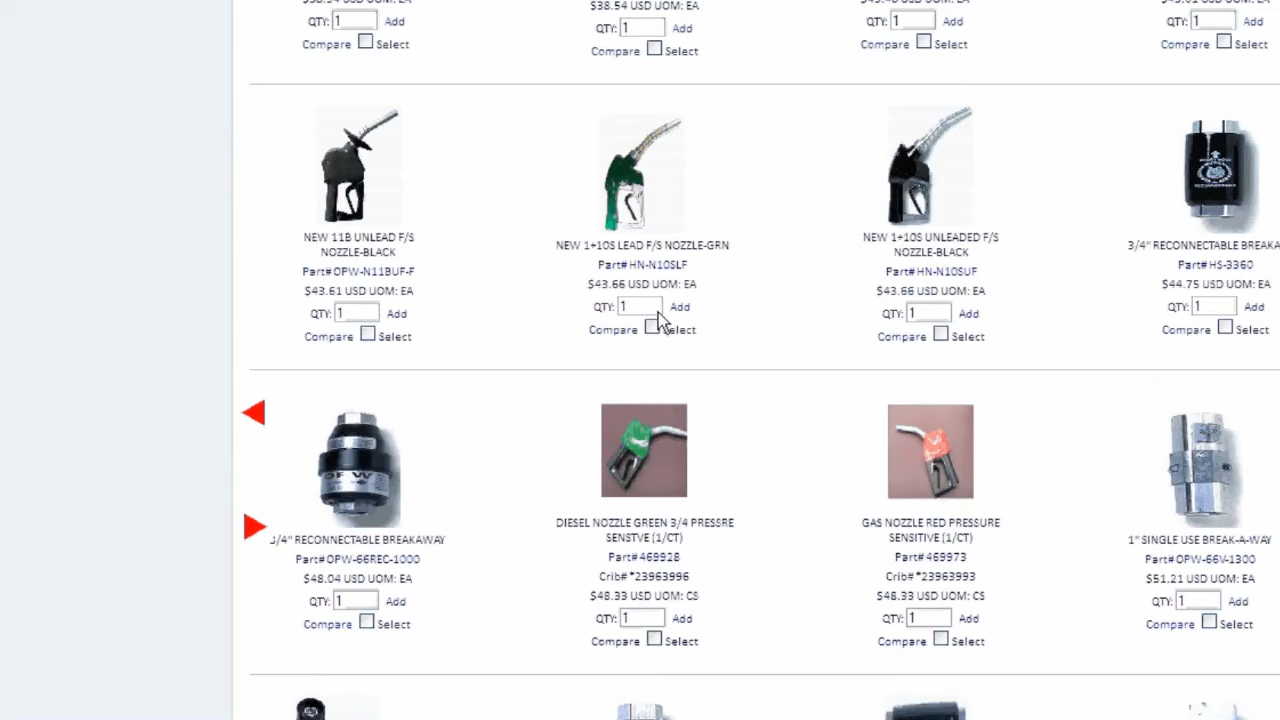 $38.54 USD UOM: EA
QTY: 1 Add
QTY: 1 Add
QTY: 1 Add
QTY: 1 Add
Compare Select
Compare Select
Compare Select
Compare Select
NEW 11B UNLEAD F/S
NOZZLE-BLACK
Part# OPW-N11BUF-F
$43.61 USD UOM: EA
QTY: 1 Add
Compare Select
NEW 1+10S LEAD F/S NOZZLE-GRN
Part# HN-N10SLF
$43.66 USD UOM: EA
QTY: 1 Add
Compare Select
NEW 1+10S UNLEADED F/S
NOZZLE-BLACK
Part# HN-N10SUF
$43.66 USD UOM: EA
QTY: 1 Add
Compare Select
3/4" RECONNECTABLE BREAKA
Part# HS-3360
$44.75 USD UOM: EA
QTY: 1 Add
Compare Select
OPW
3/4" RECONNECTABLE BREAKAWAY
Part# OPW-66REC-1000
$48.04 USD UOM: EA
QTY: 1 Add
Compare Select
DIESEL NOZZLE GREEN 3/4 PRESSRE
SENSTVE (1/CT)
Part# 469928
Crib# *23963996
$48.33 USD UOM: CS
QTY: 1 Add
Compare Select
GAS NOZZLE RED PRESSURE
SENSITIVE (1/CT)
Part# 469973
Crib# *23963993
$48.33 USD UOM: CS
QTY: 1 Add
Compare Select
1" SINGLE USE BREAK-A-WAY
Part# OPW-66V-1300
$51.21 USD UOM: EA
QTY: 1 Add
Compare Select